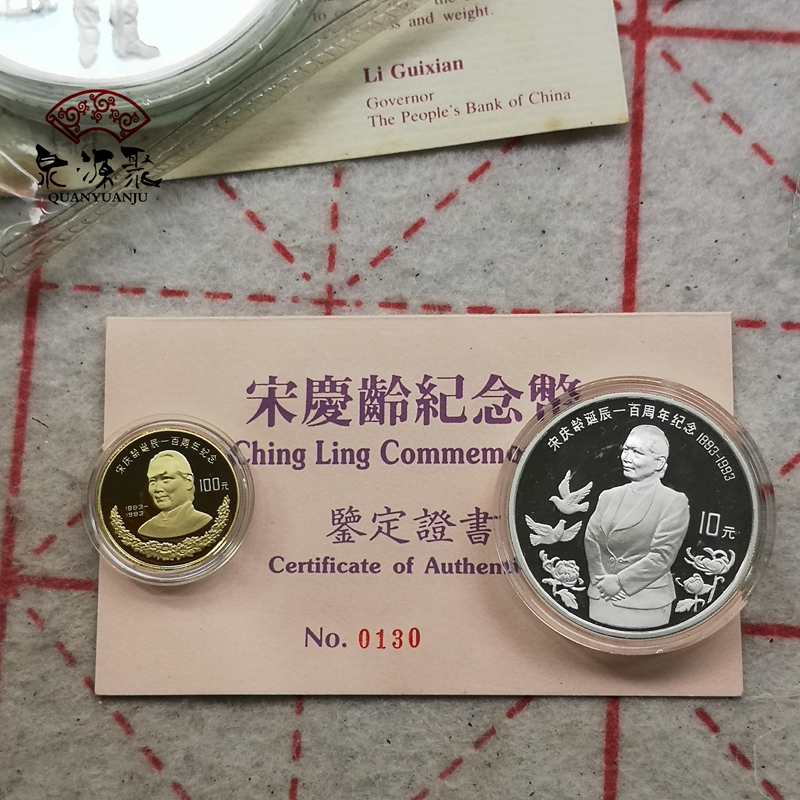 to
and weight.
Li Guixian
Governor
The People's Bank of China
泉源聚
QUANYUANJU
宋慶齡紀念幣
Ching Ling Commemo
鑒定證書
Certificate of Authenti
No. 0130
宋庆龄诞辰一百周年纪念
100元
1893-
1993
宋庆龄诞辰一百周年纪念 1893-1993
10元